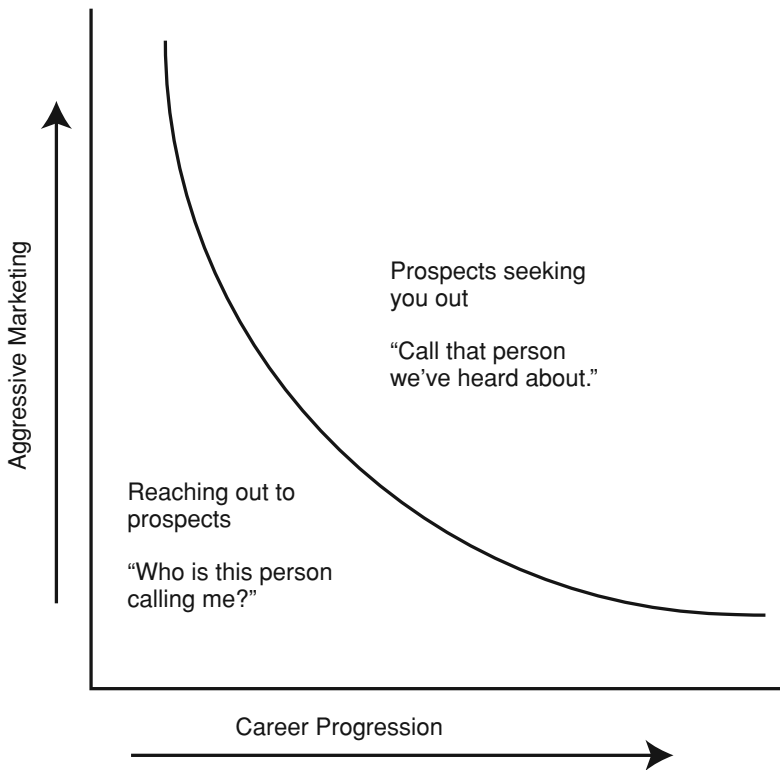 Aggressive Marketing
Prospects seeking
you out
“Call that person
we’ve heard about.”
Reaching out to
prospects
“Who is this person
calling me?”
Career Progression